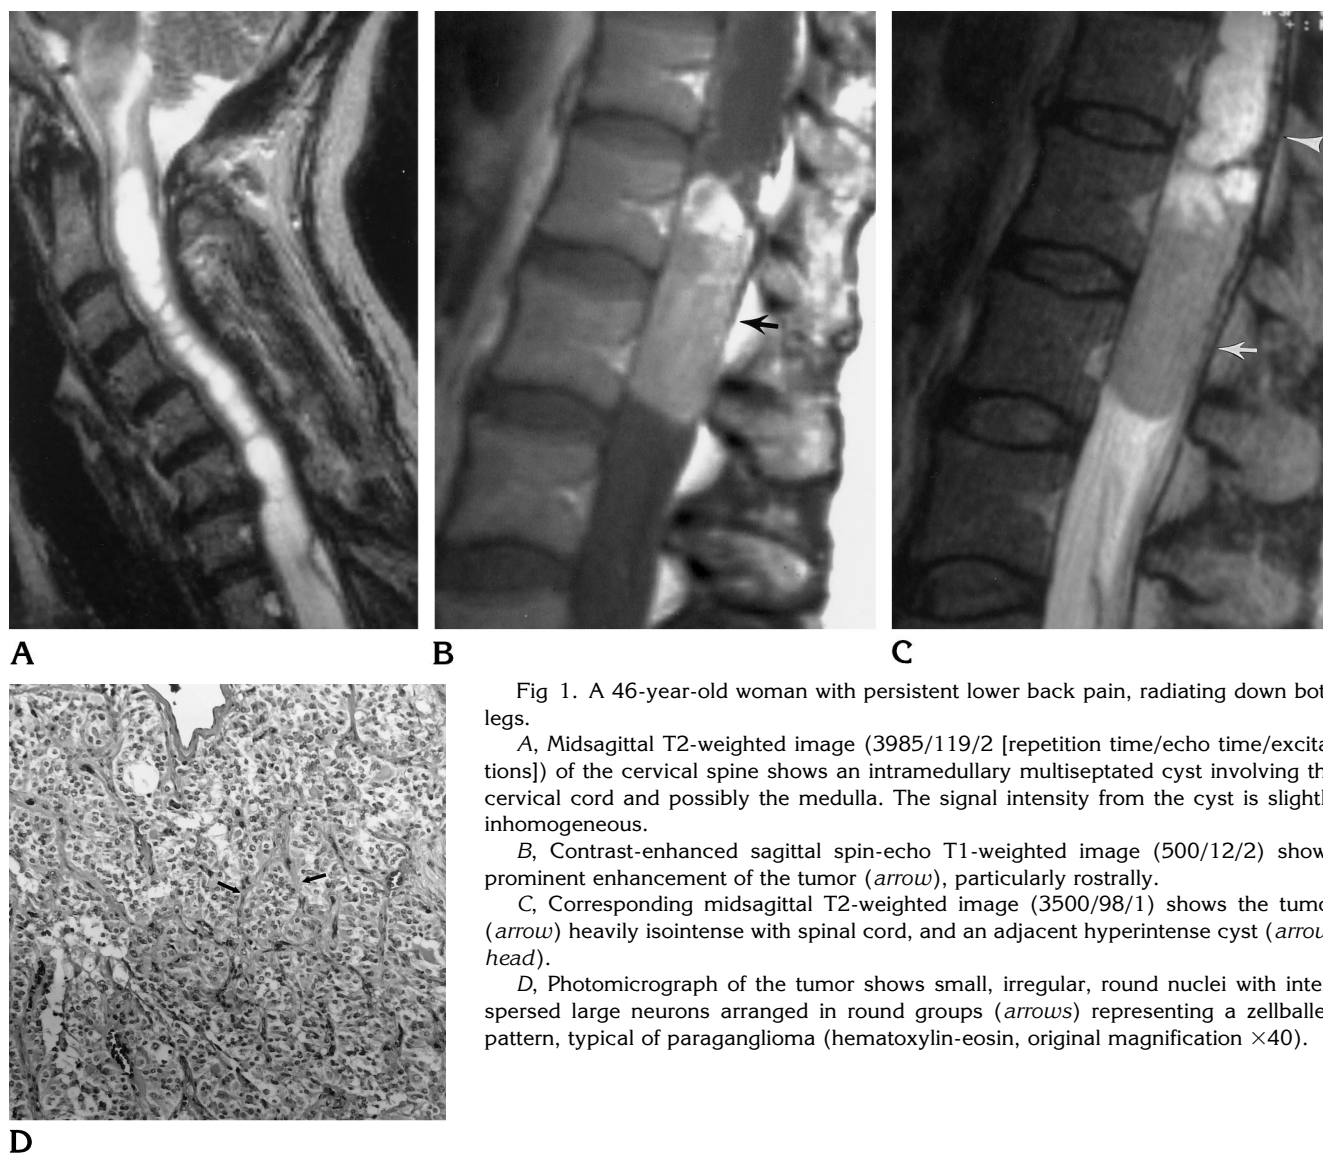 A
B
C
D
Fig 1. A 46-year-old woman with persistent lower back pain, radiating down bot
legs.
A, Midsagittal T2-weighted image (3985/119/2 [repetition time/echo time/excita
tions]) of the cervical spine shows an intramedullary multiseptated cyst involving th
cervical cord and possibly the medulla. The signal intensity from the cyst is slightl
inhomogeneous.
B, Contrast-enhanced sagittal spin-echo T1-weighted image (500/12/2) show
prominent enhancement of the tumor (arrow), particularly rostrally.
C, Corresponding midsagittal T2-weighted image (3500/98/1) shows the tumo
(arrow) heavily isointense with spinal cord, and an adjacent hyperintense cyst (arrow
head).
D, Photomicrograph of the tumor shows small, irregular, round nuclei with inte
spersed large neurons arranged in round groups (arrows) representing a zellballe
pattern, typical of paraganglioma (hematoxylin-eosin, original magnification ×40).